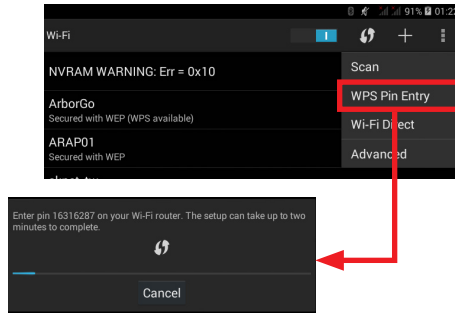 91% 01:2
Wi-Fi
NVRAM WARNING: Err = 0x10
ArborGo
Secured with WEP (WPS available)
ARAP01
Secured with WEP
Scan
WPS Pin Entry
Wi-Fi Direct
Advanced
Enter pin 16316287 on your Wi-Fi router. The setup can take up to two
minutes to complete.
Cancel